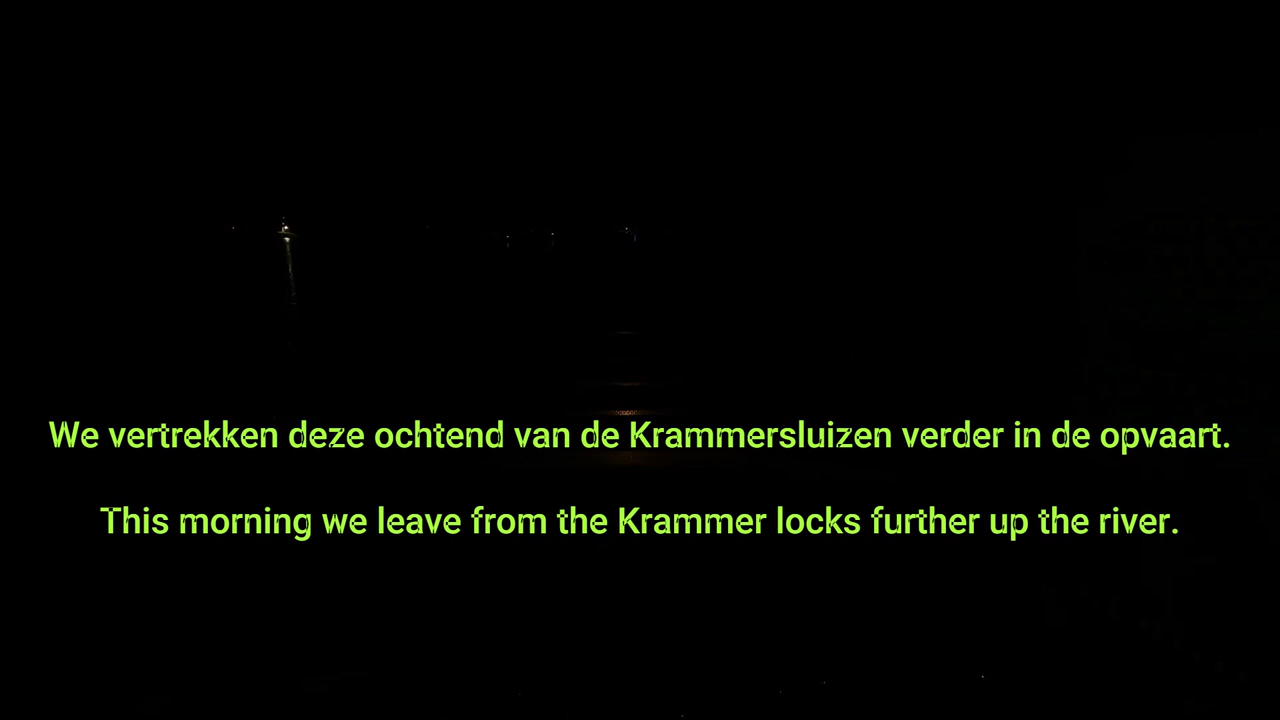 We vertrekken deze ochtend van de Krammersluizen verder in de opvaart.
This morning we leave from the Krammer locks further up the river.